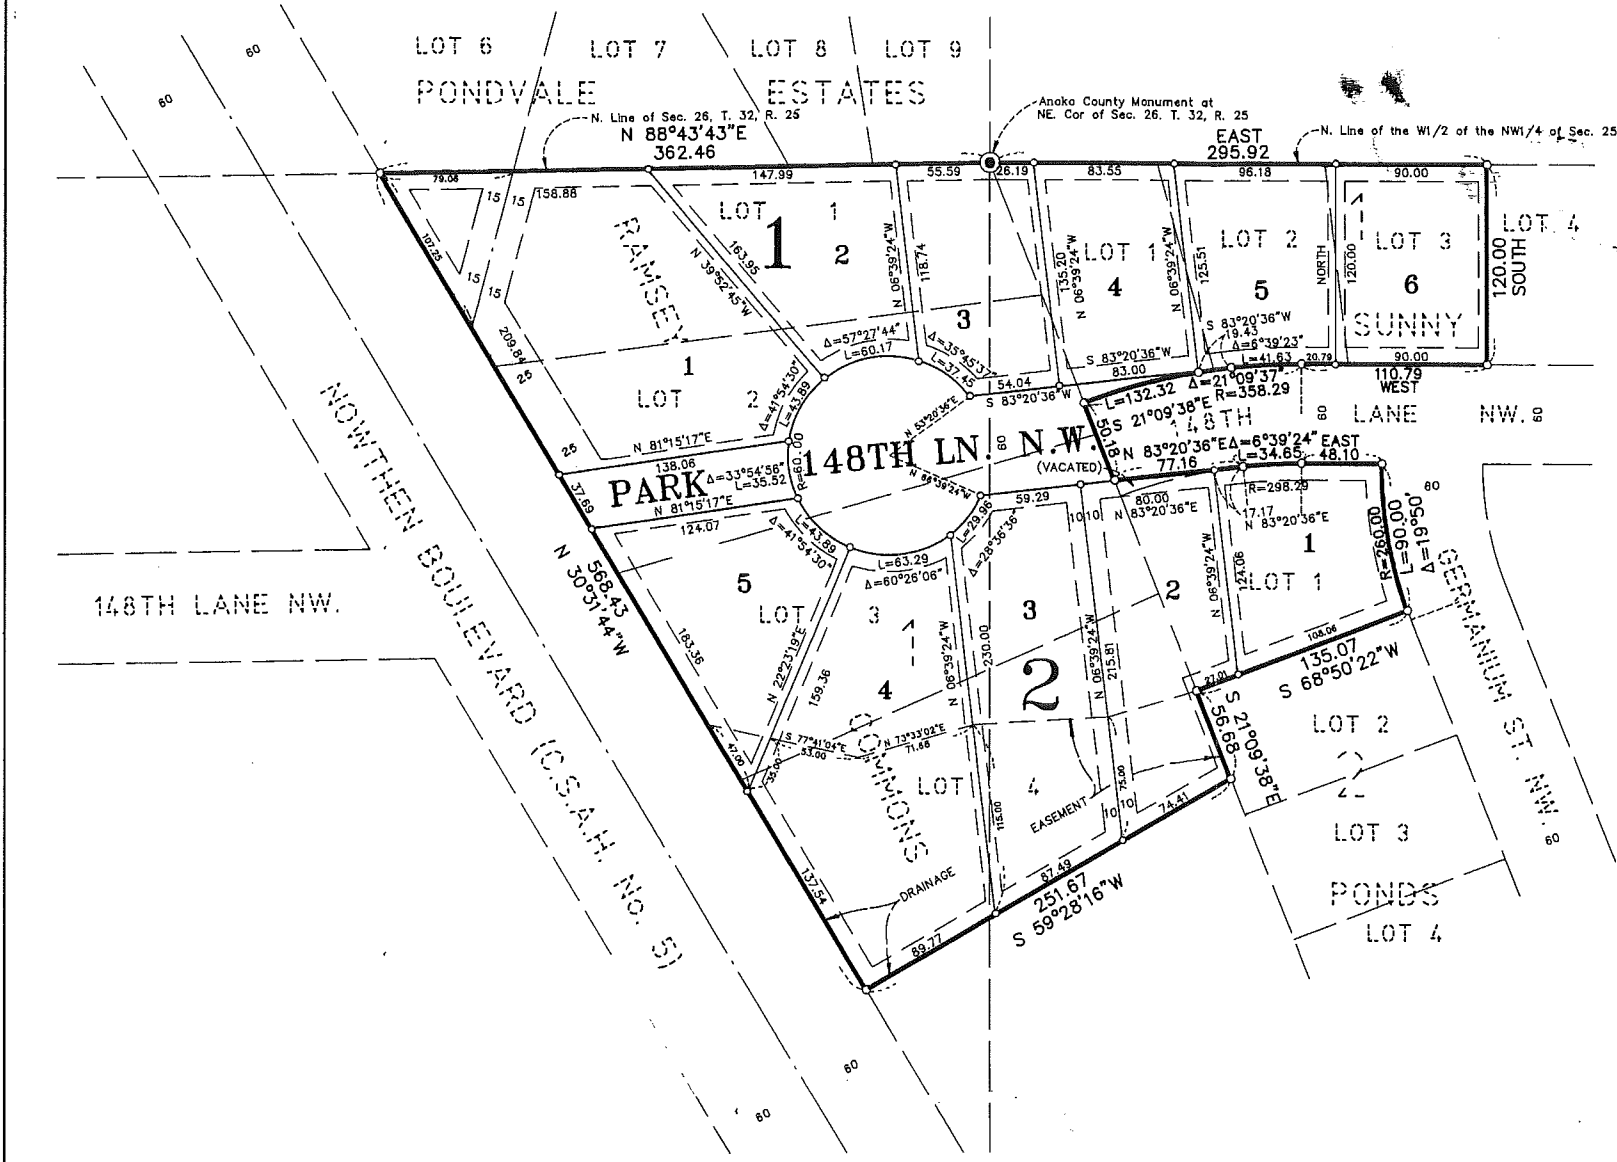 LOT 6
LOT 7
LOT 8
LOT 9
PONDVALE ESTATES
60
60
N. Line of Sec. 26, T. 32, R. 25
N 88°43'43"E
362.46
Anoka County Monument at
NE. Cor of Sec. 26, T. 32, R. 25
EAST
295.92
N. Line of the W1/2 of the NW1/4 of Sec. 25
79.08
158.88
147.99
55.59
26.19
83.55
96.18
90.00
15
15
15
15
107.25
209.84
25
25
37.69
RAMSEY
163.95
N 39°52'45"W
LOT 1
1
2
N 06°39'24"W
118.74
3
135.20
N 06°39'24"W
LOT 1
4
N 06°39'24"W
125.51
LOT 2
5
NORTH
120.00
1
LOT 3
6
SUNNY
120.00
SOUTH
LOT 4
Δ=57°27'44"
L=60.17
Δ=35°45'37"
L=37.45
1
LOT 2
Δ=41°54'30"
L=43.89
54.04
S 83°20'36"W
S 83°20'36"W
83.00
S 83°20'36"W
19.43
Δ=6°39'23"
L=41.63
20.79
90.00
110.79
WEST
Δ=21°09'37"
R=358.29
L=132.32
S 21°09'38"E
50.18
148TH LANE NW.
60
60
N 81°15'17"E
138.06
R=60.00
Δ=33°54'56"
L=35.52
PARK
148TH LN. N.W.
(VACATED)
60
N 53°20'36"E
N 66°39'24"W
N 83°20'36"E
77.16
Δ=6°39'24"
L=34.65
EAST
48.10
R=298.29
17.17
N 83°20'36"E
N 81°15'17"E
124.07
L=43.89
Δ=41°54'30"
L=63.29
Δ=60°26'06"
L=29.96
Δ=28°36'36"
59.29
10
10
80.00
N 83°20'36"E
1
LOT 1
N 06°39'24"W
124.06
R=260.00
L=90.00
Δ=19°50'
80
GERMANIUM ST. NW.
60
148TH LANE NW.
NOWTHEN BOULEVARD (C.S.A.H. No. 5)
568.43
N 30°31'44"W
5
LOT 3
1
183.36
N 22°23'19"E
159.36
4
N 06°39'24"W
230.00
3
2
N 06°39'24"W
215.81
2
108.06
135.07
S 68°50'22"W
27.01
S 21°09'38"E
56.68
47.00
35.00
S 77°41'04"E
53.00
N 73°33'02"E
71.66
COMMONS
LOT 4
115.00
EASEMENT
75.00
10
10
74.41
LOT 2
2
LOT 3
PONDS
LOT 4
137.54
DRAINAGE
89.77
87.49
251.67
S 59°28'16"W
60
60